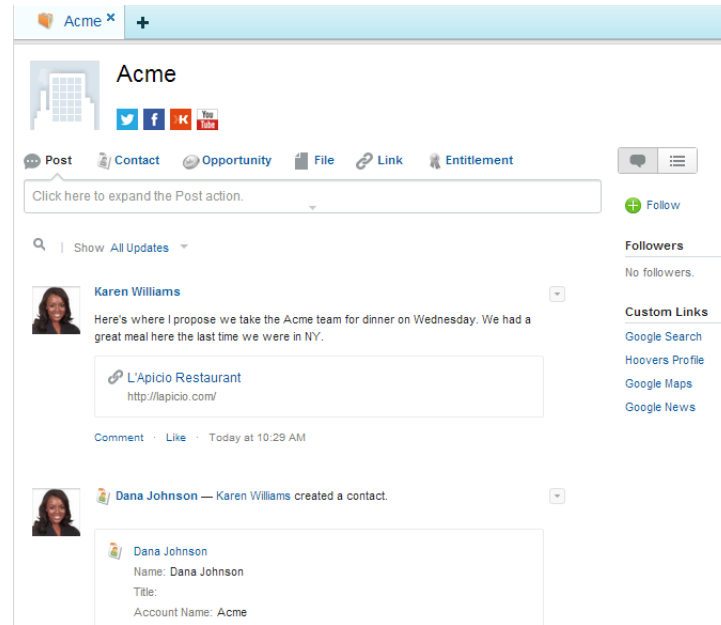 Acme
Acme
You
Tube
Post Contact Opportunity File Link Entitlement
Click here to expand the Post action.
Show All Updates
Follow
Followers
No followers.
Custom Links
Google Search
Hoovers Profile
Google Maps
Google News
Karen Williams
Here's where I propose we take the Acme team for dinner on Wednesday. We had a
great meal here the last time we were in NY.
L'Apicio Restaurant
http://lapicio.com/
Comment · Like · Today at 10:29 AM
Dana Johnson — Karen Williams created a contact.
Dana Johnson
Name: Dana Johnson
Title:
Account Name: Acme